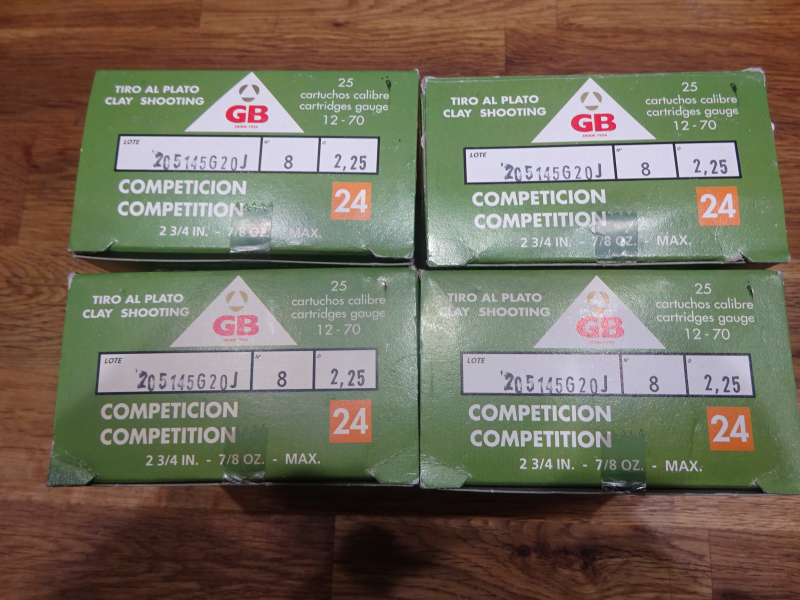 TIRO AL PLATO
CLAY SHOOTING
GB
DESDE 1956
25
cartuchos calibre
cartridges gauge
12-70
LOTE
205145G20J
Nº
8
Ø
2,25
COMPETICION
COMPETITION
24
2 3/4 IN. - 7/8 OZ. - MAX.
TIRO AL PLATO
CLAY SHOOTING
GB
25
cartuchos calibre
cartridges gauge
12-70
LOTE
205145G20J
Nº
8
Ø
2,25
COMPETICION
COMPETITION
24
2 3/4 IN. - 7/8 OZ. - MAX.
TIRO AL PLATO
CLAY SHOOTING
GB
25
cartuchos calibre
cartridges gauge
12-70
LOTE
205145G20J
Nº
8
Ø
2,25
COMPETICION
COMPETITION
24
2 3/4 IN. - 7/8 OZ. - MAX.
TIRO AL PLATO
CLAY SHOOTING
GB
25
cartuchos calibre
cartridges gauge
12-70
LOTE
205145G20J
Nº
8
Ø
2,25
COMPETICION
COMPETITION
24
2 3/4 IN. - 7/8 OZ. - MAX.